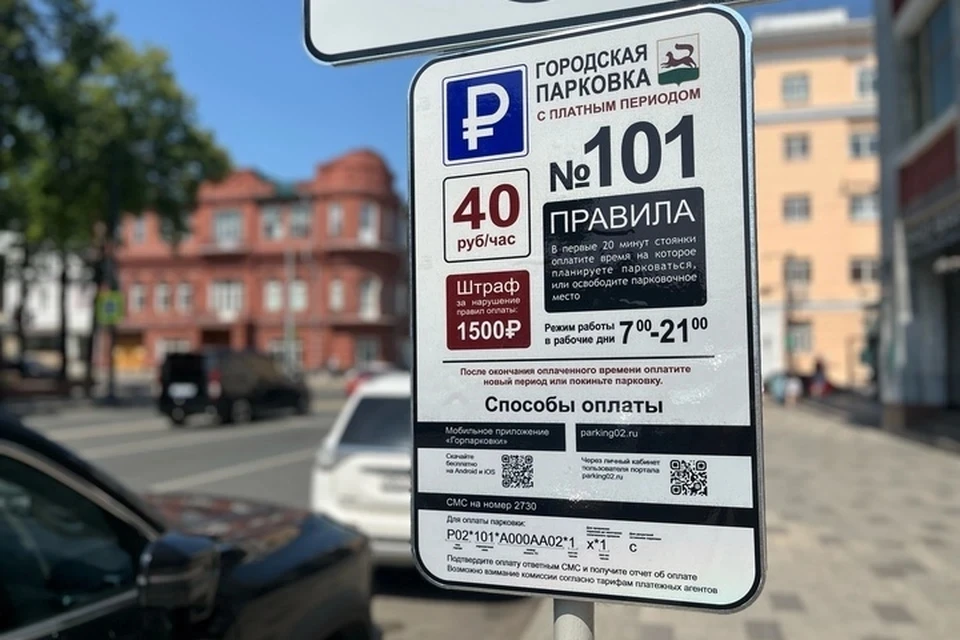 ГОРОДСКАЯ
ПАРКОВКА
С ПЛАТНЫМ ПЕРИОДОМ
№101
40
руб/час
ПРАВИЛА
В первые 20 минут стоянки
оплатите время на которое
планируете парковаться,
или освободите парковочное
место
Штраф
за нарушение
правил оплаты:
1500₽
Режим работы
в рабочие дни 7⁰⁰-21⁰⁰
После окончания оплаченного времени оплатите
новый период или покиньте парковку.
Способы оплаты
Мобильное приложение
«Горпарковки»
parking02.ru
Скачайте
бесплатно
на Android и iOS
Через личный кабинет
пользователя портала
parking02.ru
СМС на номер 2730
Для оплаты парковки:
P02*101*A000AA02*1
x*1
С
Подтвердите оплату ответным СМС и получите отчет об оплате
Возможно взимание комиссии согласно тарифам платежных агентов